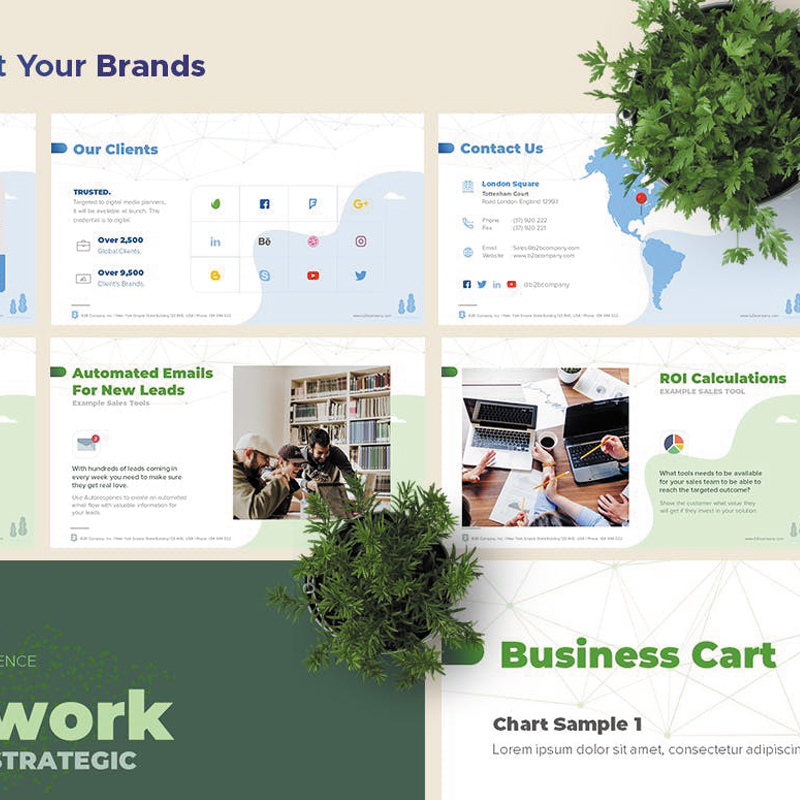 t Your Brands
Our Clients
TRUSTED.
Targeted to digital media planners,
it will be available at launch. This
credential is to digital.
Over 2,500
Global Clients.
Over 9,500
Client's Brands.
in
Bē
Contact Us
London Square
Tottenham Court
Road London England 12993
Phone : (37) 920-222
Fax : (37) 920-221
Email : Sales@b2bcompany.com
Website : www.b2bcompany.com
@b2bcompany
Automated Emails
For New Leads
Example Sales Tools
With hundreds of leads coming in
every week you need to make sure
they get real love.
Use Autoresponse to create an automated
email flow with valuable information for
your leads.
ROI Calculations
EXAMPLE SALES TOOL
What tools needs to be available
for your sales team to be able to
reach the targeted outcome?
Show the customer what value they
will get if they invest in your solution.
ENCE
work
STRATEGIC
Business Cart
Chart Sample 1
Lorem ipsum dolor sit amet, consectetur adipiscin